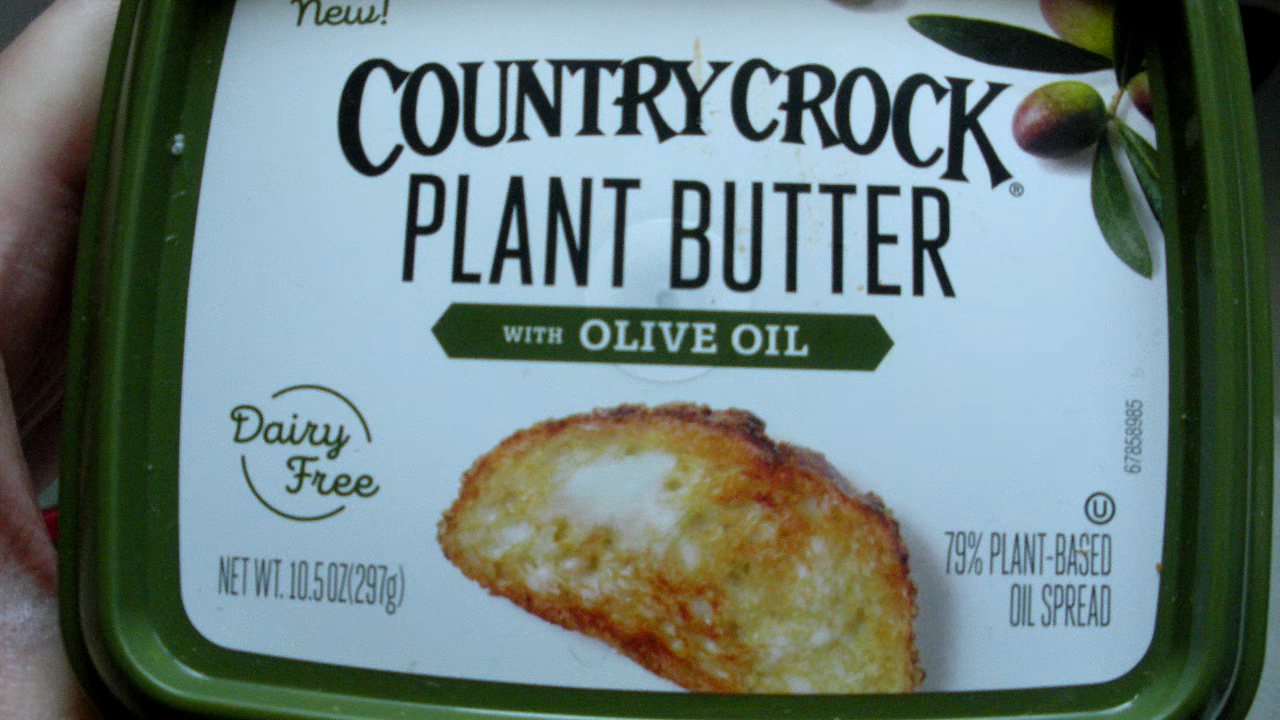 New!
COUNTRY CROCK®
PLANT BUTTER
WITH OLIVE OIL
Dairy
Free
NET WT. 10.5 OZ (297g)
67858985
U
79% PLANT-BASED
OIL SPREAD